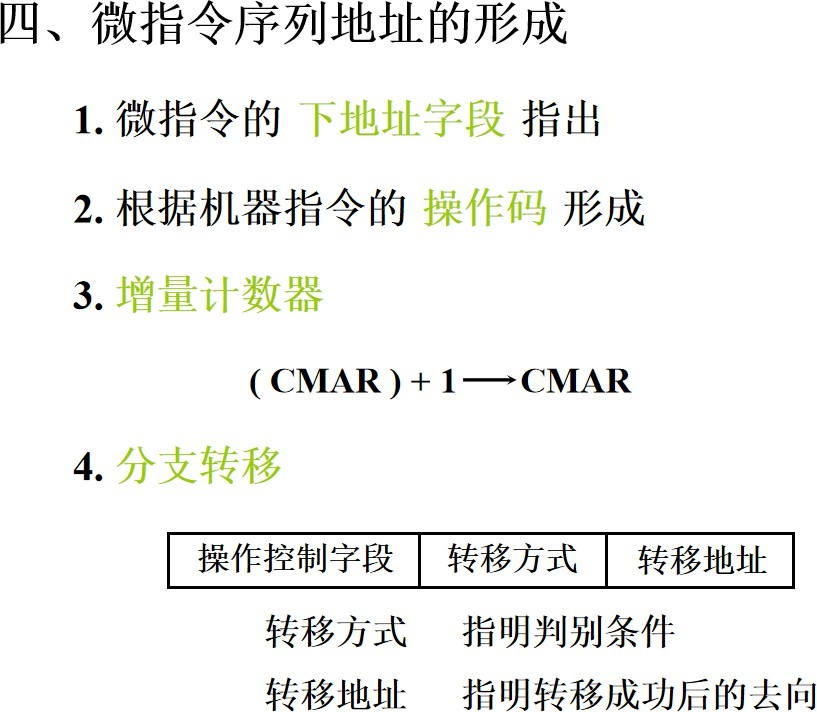 四、微指令序列地址的形成
1. 微指令的 下地址字段 指出
2. 根据机器指令的 操作码 形成
3. 增量计数器
( CMAR ) + 1 → CMAR
4. 分支转移
操作控制字段 转移方式 转移地址
转移方式 指明判别条件
转移地址 指明转移成功后的去向